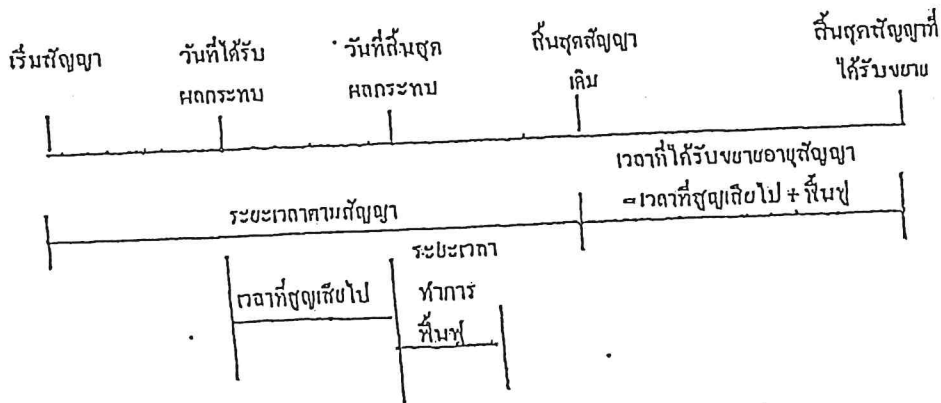 เริ่มสัญญา
วันที่ได้รับ
ผลกระทบ
วันที่สิ้นสุด
ผลกระทบ
สิ้นสุดสัญญา
เดิม
สิ้นสุดสัญญาที่
ได้รับขยาย
เวลาที่ได้รับขยายอายุสัญญา
= เวลาที่สูญเสียไป + ฟื้นฟู
ระยะเวลาตามสัญญา
เวลาที่สูญเสียไป
ระยะเวลา
ทำการ
ฟื้นฟู